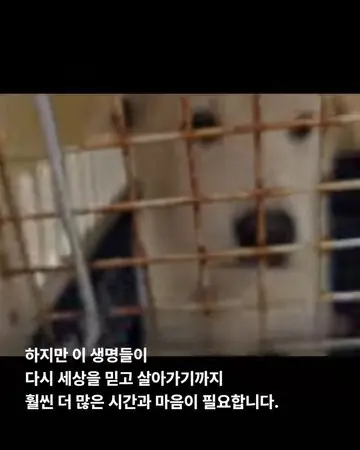 하지만 이 생명들이
다시 세상을 믿고 살아가기까지
훨씬 더 많은 시간과 마음이 필요합니다.